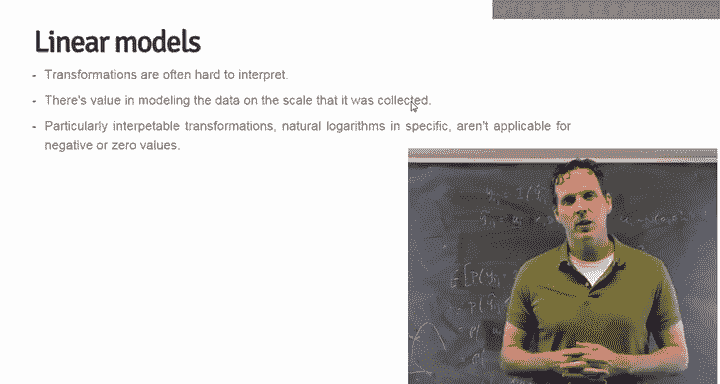 Linear models
- Transformations are often hard to interpret.
- There's value in modeling the data on the scale that it was collected.
- Particularly interpetable transformations, natural logarithms in specific, aren't applicable for
negative or zero values.